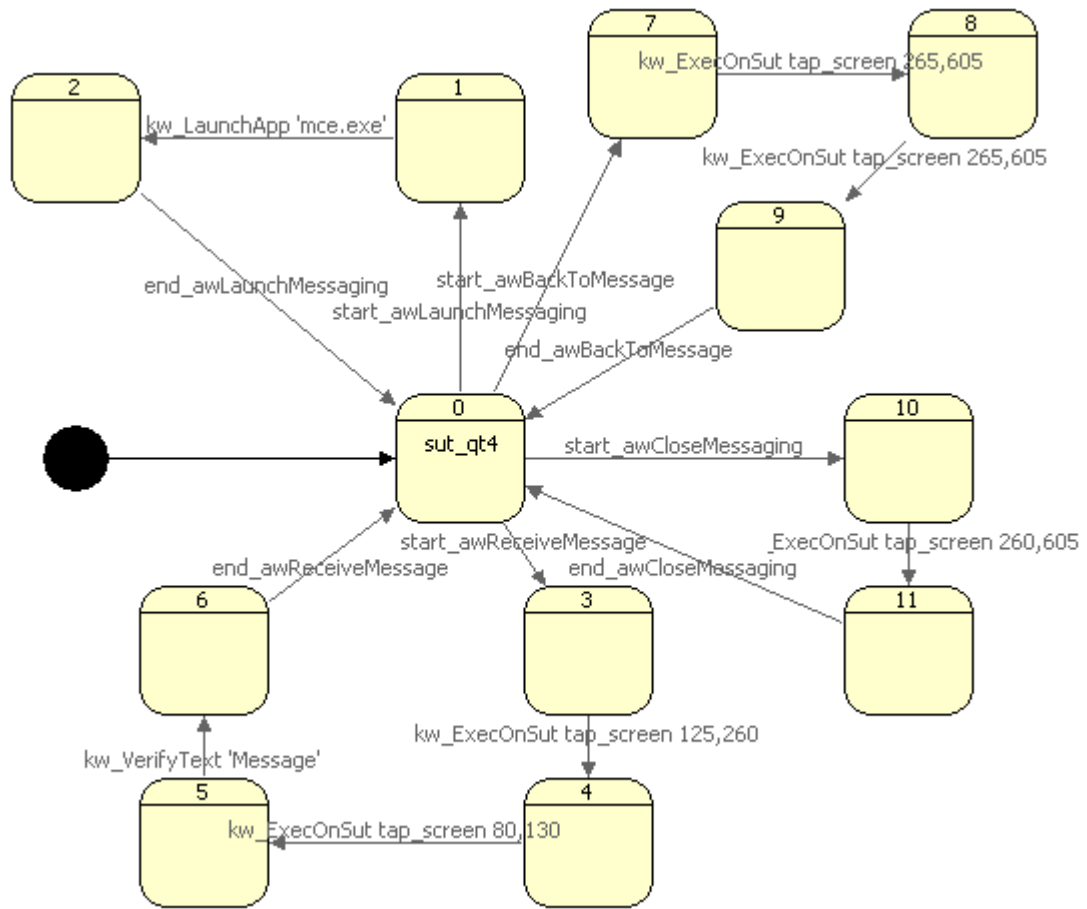 7
8
kw_ExecOnSut tap_screen 265,605
2
1
kw_LaunchApp 'mce.exe'
kw_ExecOnSut tap_screen 265,605
9
end_awLaunchMessaging
start_awBackToMessage
start_awLaunchMessaging
end_awBackToMessage
0
sut_qt4
10
start_awCloseMessaging
start_awReceiveMessage
_ExecOnSut tap_screen 260,605
end_awReceiveMessage
end_awCloseMessaging
6
3
11
kw_ExecOnSut tap_screen 125,260
kw_VerifyText 'Message'
5
4
kw_ExecOnSut tap_screen 80,130